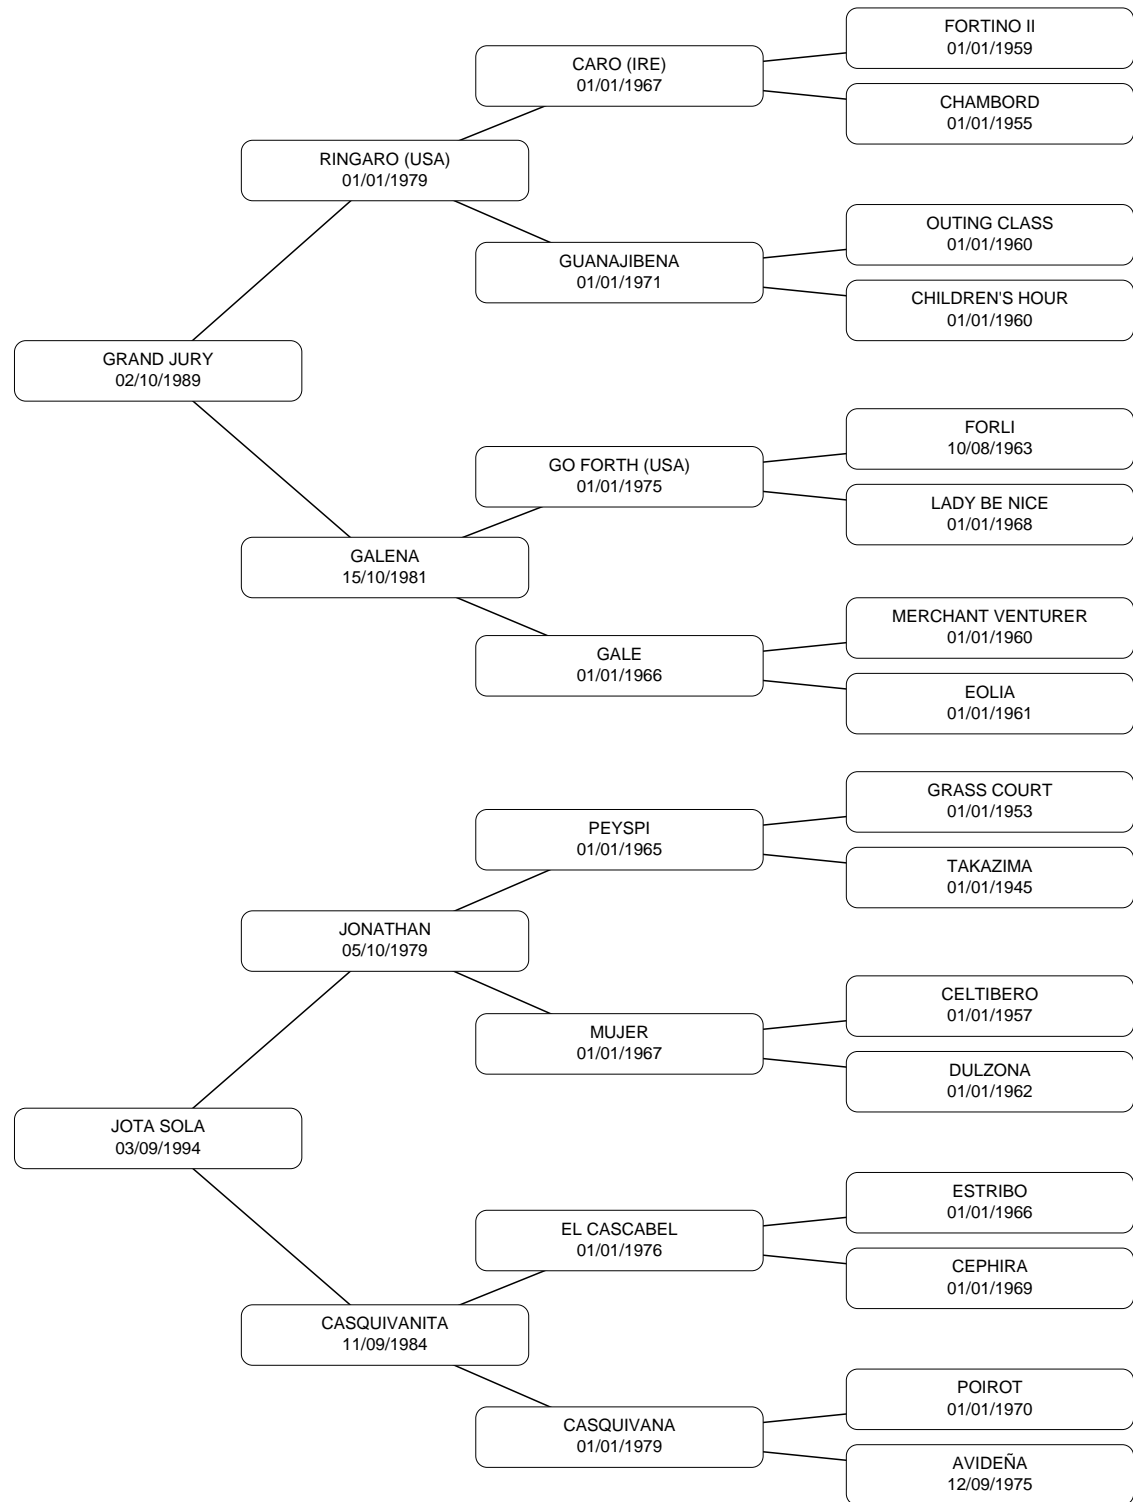 FORTINO II
01/01/1959
CARO (IRE)
01/01/1967
CHAMBORD
01/01/1955
RINGARO (USA)
01/01/1979
OUTING CLASS
01/01/1960
GUANAJIBENA
01/01/1971
CHILDREN'S HOUR
01/01/1960
GRAND JURY
02/10/1989
FORLI
10/08/1963
GO FORTH (USA)
01/01/1975
LADY BE NICE
01/01/1968
GALENA
15/10/1981
MERCHANT VENTURER
01/01/1960
GALE
01/01/1966
EOLIA
01/01/1961
GRASS COURT
01/01/1953
PEYSPI
01/01/1965
TAKAZIMA
01/01/1945
JONATHAN
05/10/1979
CELTIBERO
01/01/1957
MUJER
01/01/1967
DULZONA
01/01/1962
JOTA SOLA
03/09/1994
ESTRIBO
01/01/1966
EL CASCABEL
01/01/1976
CEPHIRA
01/01/1969
CASQUIVANITA
11/09/1984
POIROT
01/01/1970
CASQUIVANA
01/01/1979
AVIDEÑA
12/09/1975